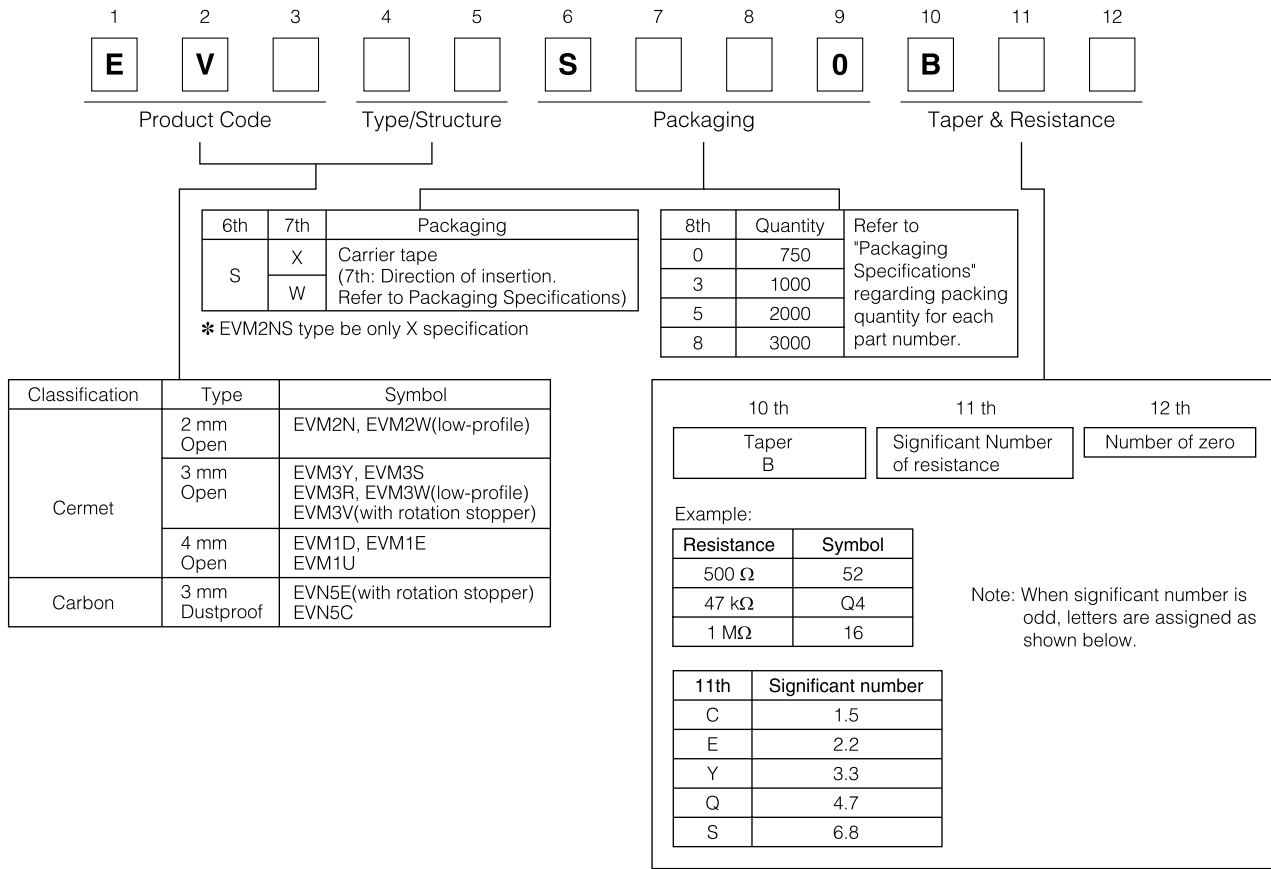 1 2 3 4 5 6 7 8 9 10 11 12
E V S 0 B
Product Code Type/Structure Packaging Taper & Resistance
6th 7th Packaging
S X W
Carrier tape
(7th: Direction of insertion.
Refer to Packaging Specifications)
✻ EVM2NS type be only X specification
8th Quantity
0 750
3 1000
5 2000
8 3000
Refer to
"Packaging
Specifications"
regarding packing
quantity for each
part number.
Classification Type Symbol
Cermet
2 mm EVM2N, EVM2W(low-profile)
Open
3 mm EVM3Y, EVM3S
Open EVM3R, EVM3W(low-profile)
EVM3V(with rotation stopper)
4 mm EVM1D, EVM1E
Open EVM1U
Carbon
3 mm EVN5E(with rotation stopper)
Dustproof EVN5C
10 th 11 th 12 th
Taper
B
Significant Number
of resistance
Number of zero
Example:
Resistance Symbol
500 Ω 52
47 kΩ Q4
1 MΩ 16
Note: When significant number is
odd, letters are assigned as
shown below.
11th Significant number
C 1.5
E 2.2
Y 3.3
Q 4.7
S 6.8